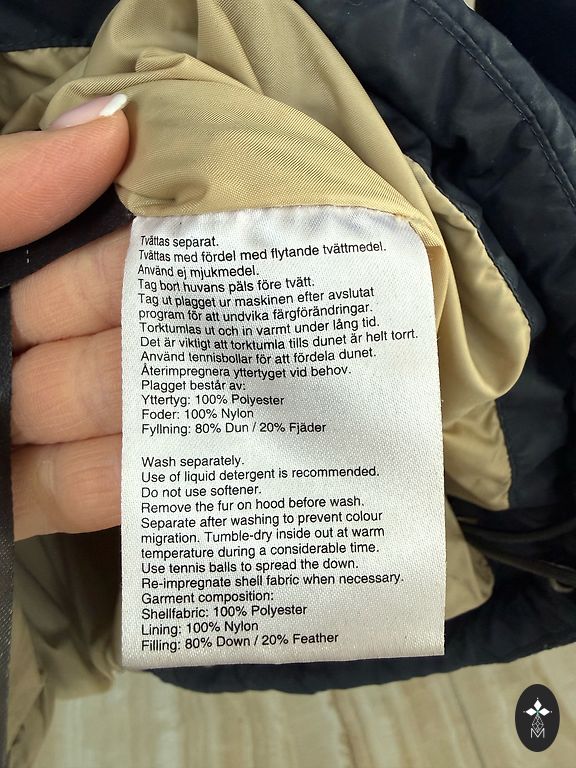 Tvättas separat.
Tvättas med fördel med flytande tvättmedel.
Använd ej mjukmedel.
Tag bort huvans päls före tvätt.
Tag ut plagget ur maskinen efter avslutat
program för att undvika färgförändringar.
Torktumlas ut och in varmt under lång tid.
Det är viktigt att torktumla tills dunet är helt torrt.
Använd tennisbollar för att fördela dunet.
Återimpregnera yttertyget vid behov.
Plagget består av:
Yttertyg: 100% Polyester
Foder: 100% Nylon
Fyllning: 80% Dun / 20% Fjäder
Wash separately.
Use of liquid detergent is recommended.
Do not use softener.
Remove the fur on hood before wash.
Separate after washing to prevent colour
migration. Tumble-dry inside out at warm
temperature during a considerable time.
Use tennis balls to spread the down.
Re-impregnate shell fabric when necessary.
Garment composition:
Shellfabric: 100% Polyester
Lining: 100% Nylon
Filling: 80% Down / 20% Feather